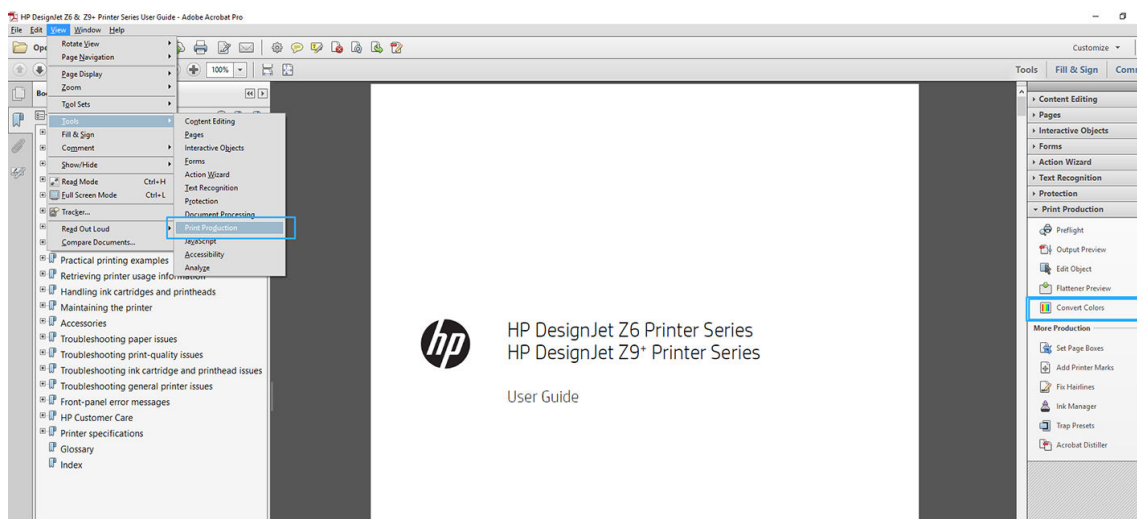 HP DesignJet Z6 & Z9+ Printer Series User Guide - Adobe Acrobat Pro
File Edit View Window Help
Customize
100%
Tools Fill & Sign
Rotate View
Page Navigation
Page Display
Zoom
Tool Sets
Tools
Fill & Sign
Comment
Show/Hide
Read Mode Ctrl+H
Full Screen Mode Ctrl+L
Tracker...
Read Out Loud
Compare Documents...
Content Editing
Pages
Interactive Objects
Forms
Action Wizard
Text Recognition
Protection
Document Processing
Print Production
JavaScript
Accessibility
Analyze
Practical printing examples
Retrieving printer usage information
Handling ink cartridges and printheads
Maintaining the printer
Accessories
Troubleshooting paper issues
Troubleshooting print-quality issues
Troubleshooting ink cartridge and printhead issues
Troubleshooting general printer issues
Front-panel error messages
HP Customer Care
Printer specifications
Glossary
Index
hp
HP DesignJet Z6 Printer Series
HP DesignJet Z9+ Printer Series
User Guide
Content Editing
Pages
Interactive Objects
Forms
Action Wizard
Text Recognition
Protection
Print Production
Preflight
Output Preview
Edit Object
Flattener Preview
Convert Colors
More Production
Set Page Boxes
Add Printer Marks
Fix Hairlines
Ink Manager
Trap Presets
Acrobat Distiller